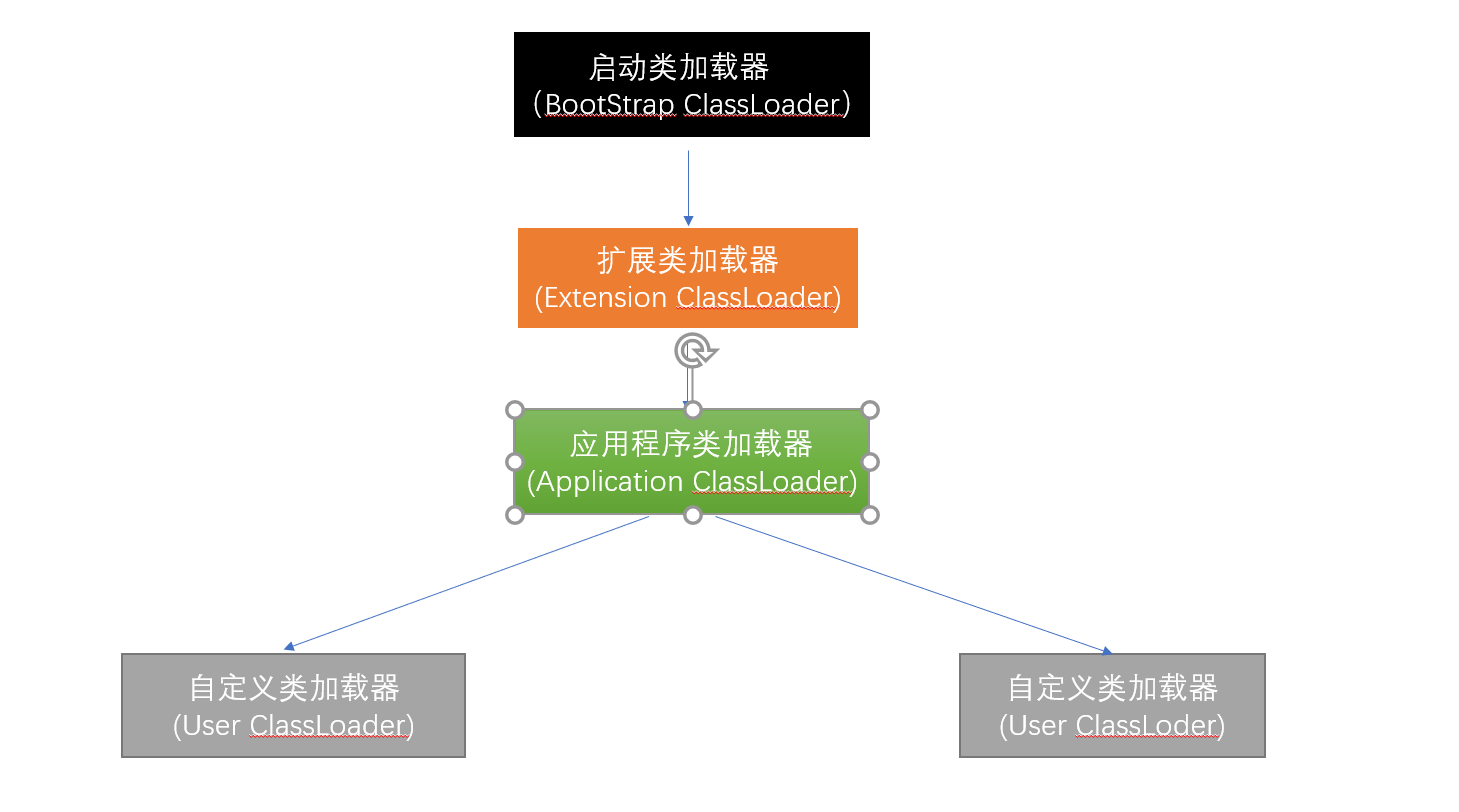 启动类加载器
（BootStrap ClassLoader）
扩展类加载器
(Extension ClassLoader)
应用程序类加载器
(Application ClassLoader)
自定义类加载器
(User ClassLoader)
自定义类加载器
(User ClassLoder)